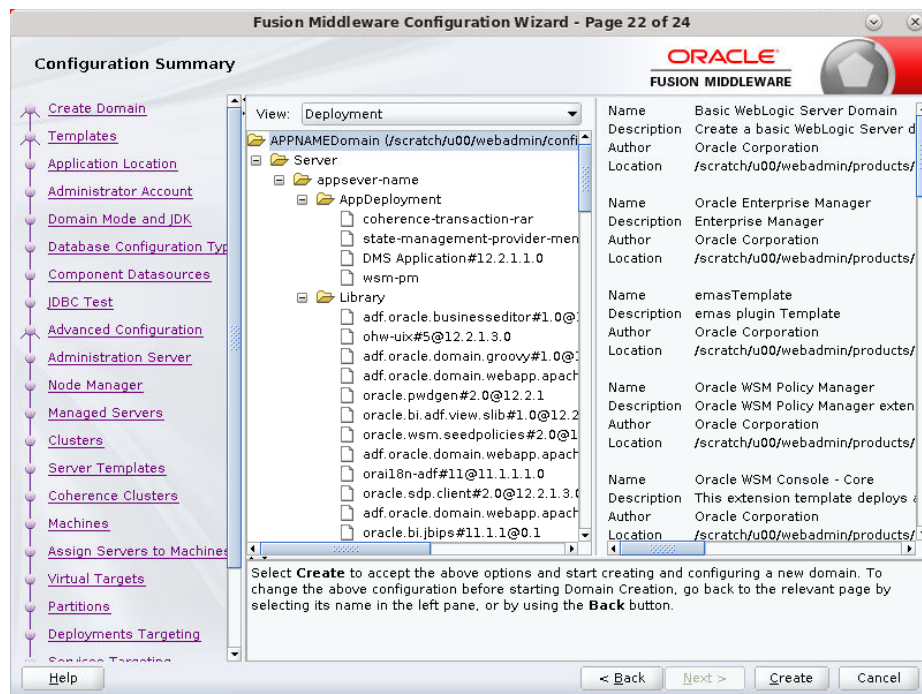 Fusion Middleware Configuration Wizard - Page 22 of 24
Configuration Summary
ORACLE
FUSION MIDDLEWARE
Create Domain
Templates
Application Location
Administrator Account
Domain Mode and JDK
Database Configuration Typ
Component Datasources
JDBC Test
Advanced Configuration
Administration Server
Node Manager
Managed Servers
Clusters
Server Templates
Coherence Clusters
Machines
Assign Servers to Machines
Virtual Targets
Partitions
Deployments Targeting
Services Targeting
View: Deployment
APPNAMEDomain (/scratch/u00/webadmin/confi
Server
appsever-name
AppDeployment
coherence-transaction-rar
state-management-provider-men
DMS Application#12.2.1.1.0
wsm-pm
Library
adf.oracle.businesseditor#1.0@
ohw-uix#5@12.2.1.3.0
adf.oracle.domain.groovy#1.0@
adf.oracle.domain.webapp.apach
oracle.pwdgen#2.0@12.2.1
oracle.bi.adf.view.slib#1.0@12.2
oracle.wsm.seedpolicies#2.0@1
adf.oracle.domain.webapp.apach
orai18n-adf#11@11.1.1.1.0
oracle.sdp.client#2.0@12.2.1.3.
adf.oracle.domain.webapp.apach
oracle.bi.jbips#11.1.1@0.1
Name Basic WebLogic Server Domain
Description Create a basic WebLogic Server d
Author Oracle Corporation
Location /scratch/u00/webadmin/products/
Name Oracle Enterprise Manager
Description Enterprise Manager
Author Oracle Corporation
Location /scratch/u00/webadmin/products/
Name emasTemplate
Description emas plugin Template
Author Oracle Corporation
Location /scratch/u00/webadmin/products/
Name Oracle WSM Policy Manager
Description Oracle WSM Policy Manager exten
Author Oracle Corporation
Location /scratch/u00/webadmin/products/
Name Oracle WSM Console - Core
Description This extension template deploys
Author Oracle Corporation
Location /scratch/u00/webadmin/products/
Select Create to accept the above options and start creating and configuring a new domain. To
change the above configuration before starting Domain Creation, go back to the relevant page by
selecting its name in the left pane, or by using the Back button.
Help
< Back
Next >
Create
Cancel